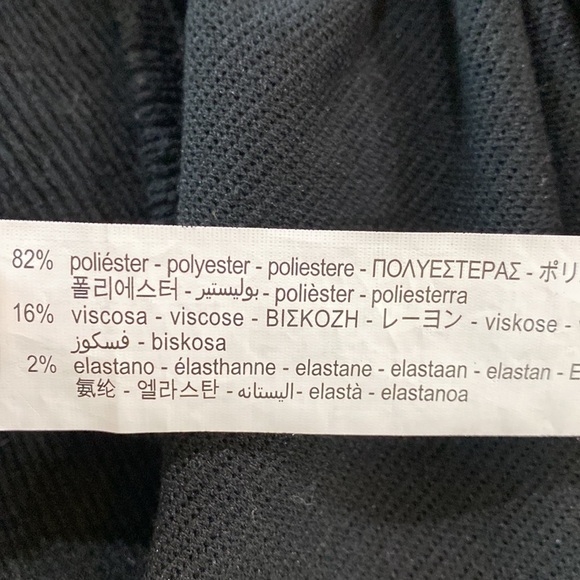 82% poliéster - polyester - poliestere - ΠΟΛΥΕΣΤΕΡΑΣ - ポリ
폴리에스터 - بوليستير - polièster - poliesterra
16% viscosa - viscose - ΒΙΣΚΟΖΗ - レーヨン - viskose -
فسكوز - biskosa
2% elastano - élasthanne - elastane - elastaan - elastan - E
氨纶 - 엘라스탄 - اليستانه - elastà - elastanoa